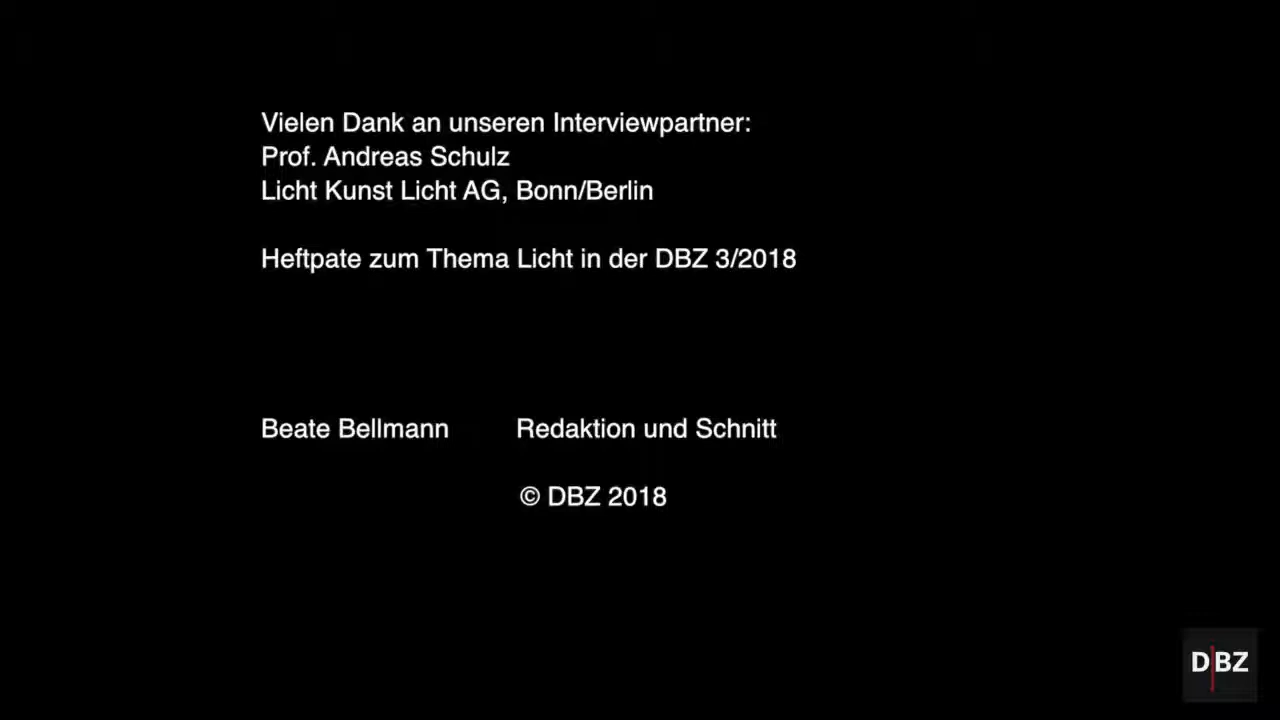 Vielen Dank an unseren Interviewpartner:
Prof. Andreas Schulz
Licht Kunst Licht AG, Bonn/Berlin
Heftpate zum Thema Licht in der DBZ 3/2018
Beate Bellmann Redaktion und Schnitt
© DBZ 2018
DBZ